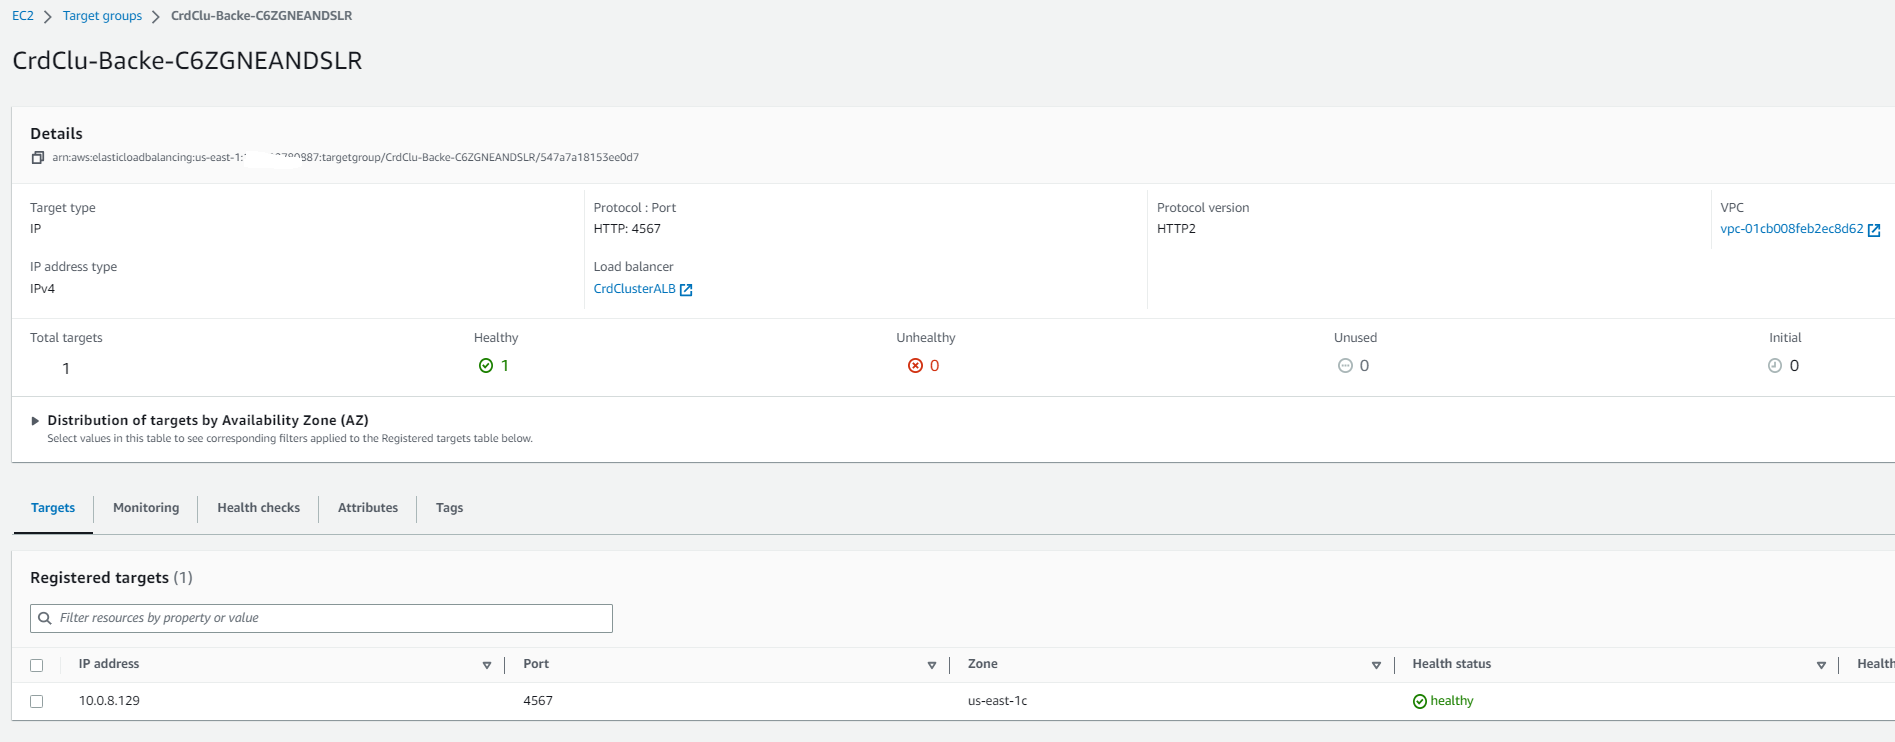 EC2 > Target groups > CrdClu-Backe-C6ZGNEANDSLR
CrdClu-Backe-C6ZGNEANDSLR
Details
arn:aws:elasticloadbalancing:us-east-1: 887:targetgroup/CrdClu-Backe-C6ZGNEANDSLR/547a7a18153ee0d7
Target type
IP
Protocol : Port
HTTP: 4567
Protocol version
HTTP2
VPC
vpc-01cb008feb2ec8d62
IP address type
IPv4
Load balancer
CrdClusterALB
Total targets
1
Healthy
1
Unhealthy
0
Unused
0
Initial
0
Distribution of targets by Availability Zone (AZ)
Select values in this table to see corresponding filters applied to the Registered targets table below.
Targets Monitoring Health checks Attributes Tags
Registered targets (1)
Filter resources by property or value
IP address Port Zone Health status Health
10.0.8.129 4567 us-east-1c healthy